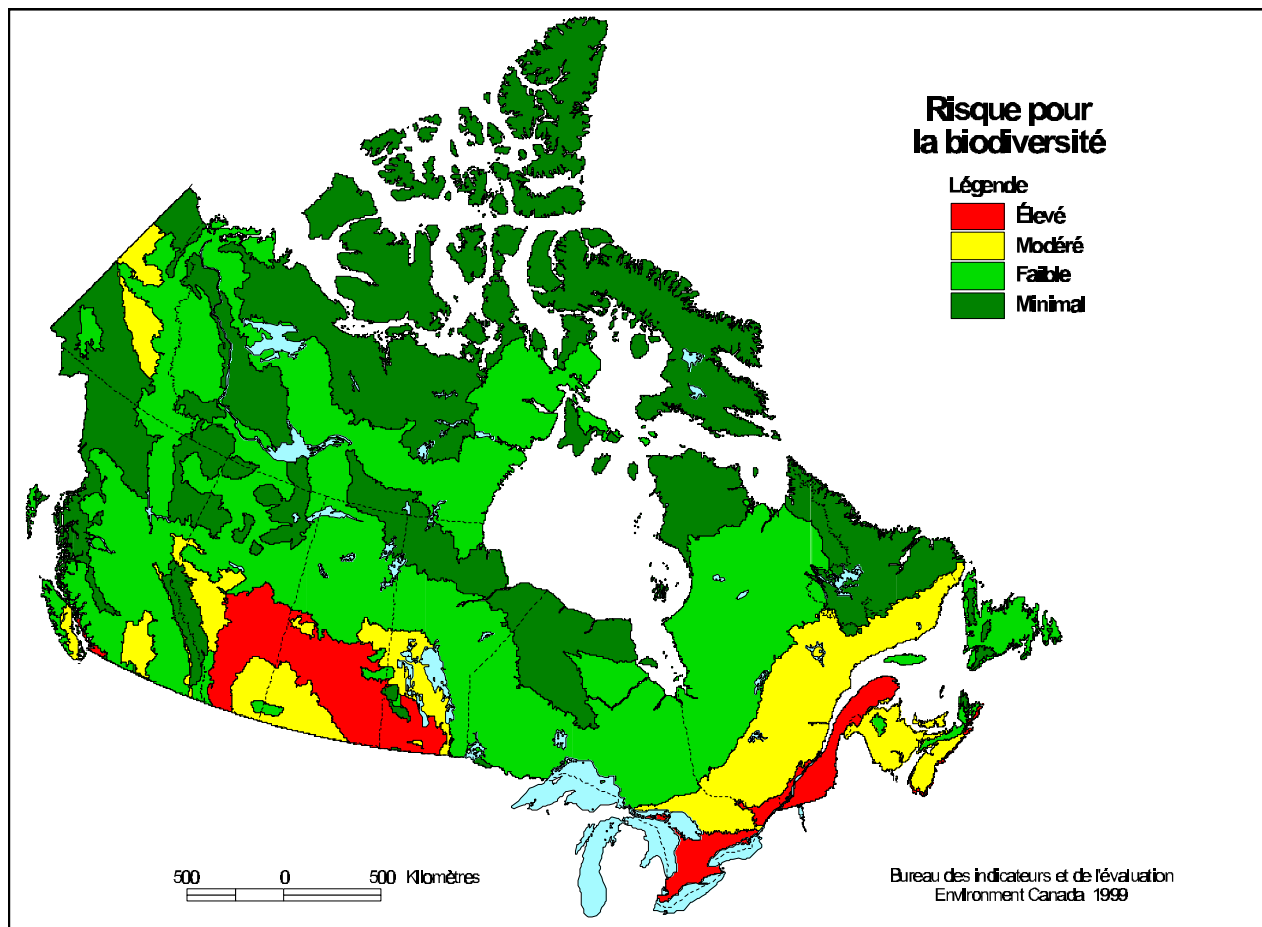 Risque pour
la biodiversité
Légende
Élevé
Modéré
Faible
Minimal
500 0 500 Kilomètres
Bureau des indicateurs et de l'évaluation
Environment Canada 1999